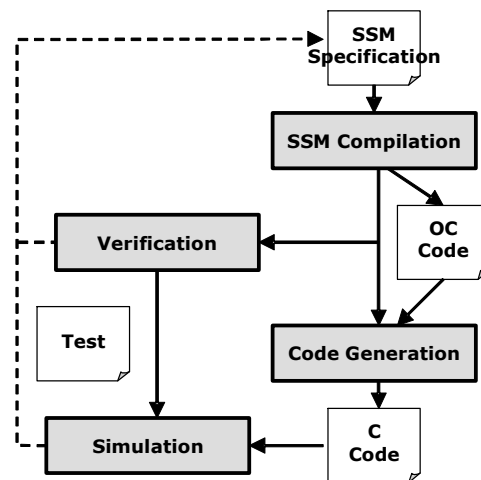 SSM
Specification
SSM Compilation
OC
Code
Verification
Test
Code Generation
Simulation
C
Code